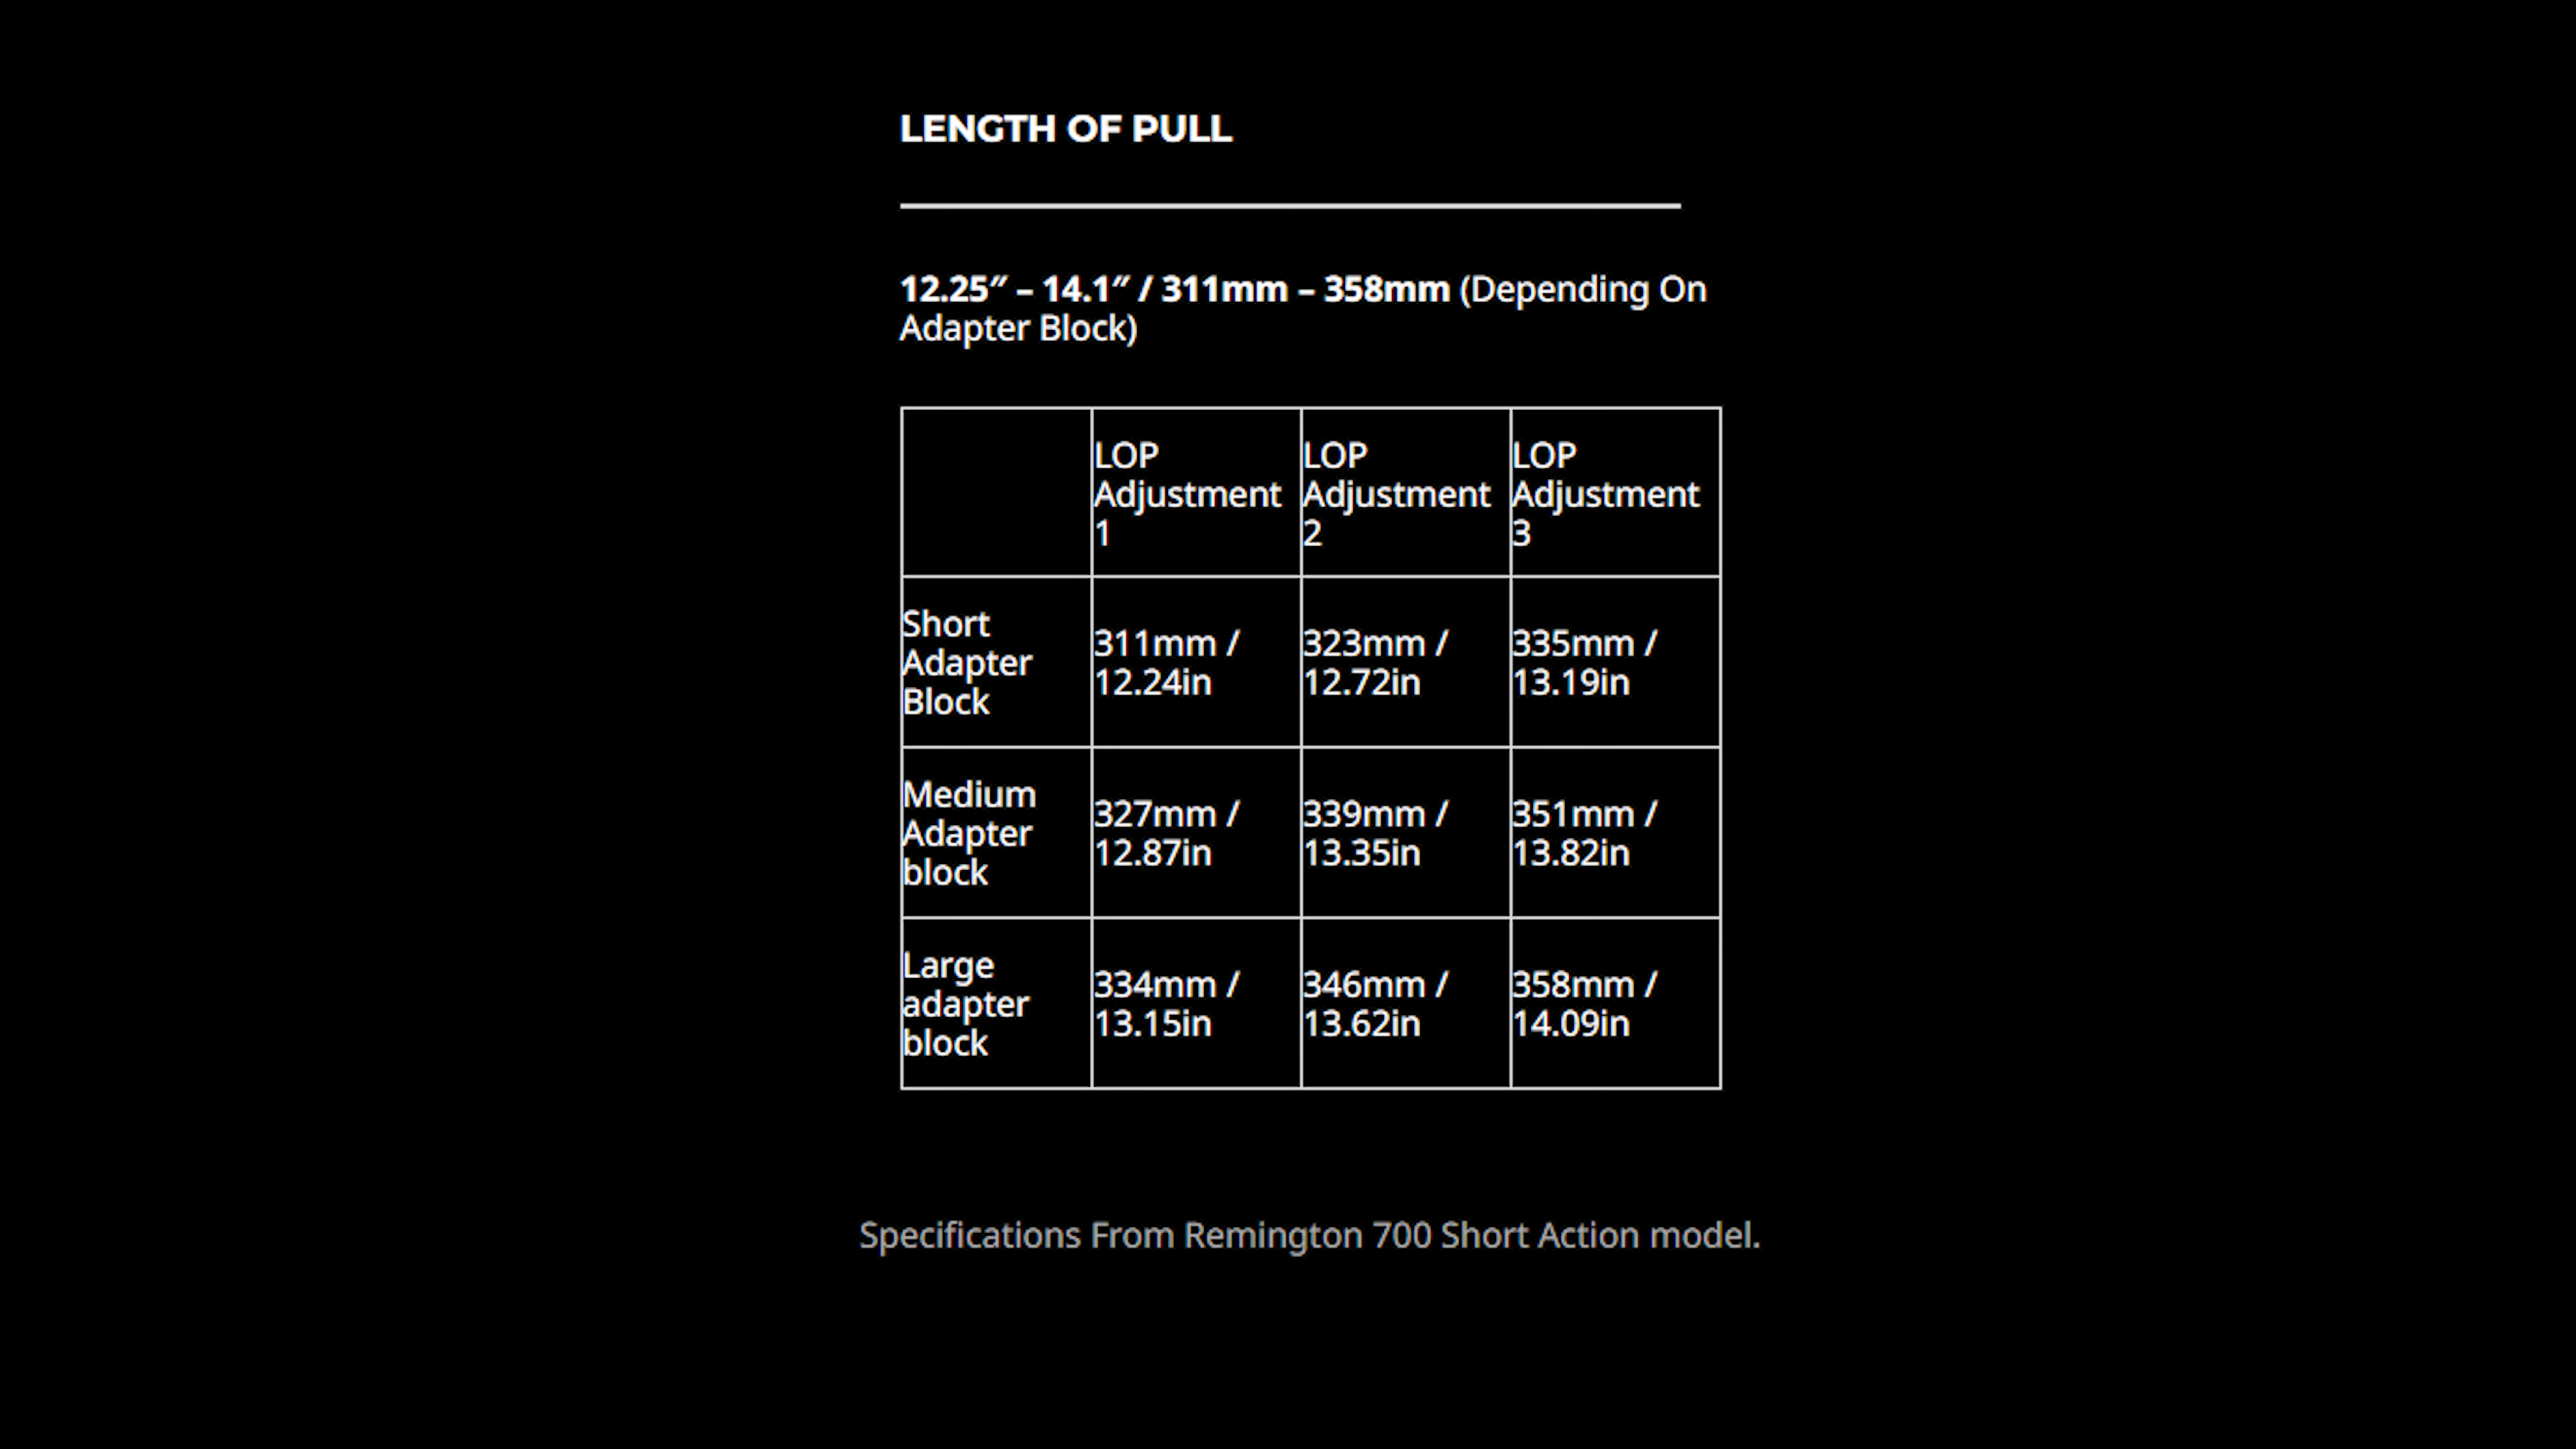 LENGTH OF PULL
12.25″ – 14.1″ / 311mm – 358mm (Depending On
Adapter Block)
LOP
Adjustment
1
LOP
Adjustment
2
LOP
Adjustment
3
Short
Adapter
Block
311mm /
12.24in
323mm /
12.72in
335mm /
13.19in
Medium
Adapter
block
327mm /
12.87in
339mm /
13.35in
351mm /
13.82in
Large
adapter
block
334mm /
13.15in
346mm /
13.62in
358mm /
14.09in
Specifications From Remington 700 Short Action model.